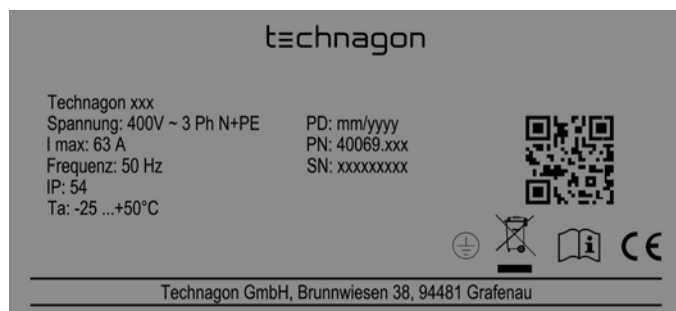 technagon
Technagon xxx
Spannung: 400V ~ 3 Ph N+PE
I max: 63 A
Frequenz: 50 Hz
IP: 54
Ta: -25 ...+50°C
PD: mm/yyyy
PN: 40069.xxx
SN: xxxxxxxxx
CE
Technagon GmbH, Brunnwiesen 38, 94481 Grafenau